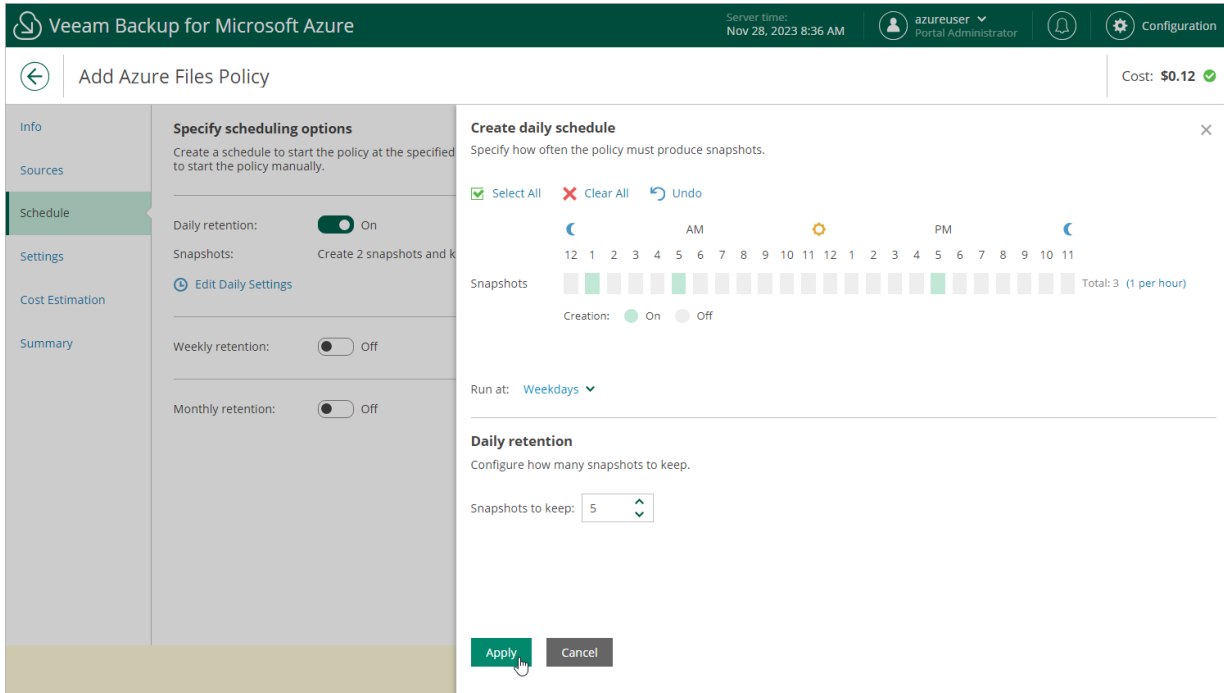 Veeam Backup for Microsoft Azure
Server time:
Nov 28, 2023 8:36 AM
azureuser
Portal Administrator
Configuration
Add Azure Files Policy
Cost: $0.12
Info
Sources
Schedule
Settings
Cost Estimation
Summary
Specify scheduling options
Create a schedule to start the policy at the specified
to start the policy manually.
Daily retention: On
Snapshots: Create 2 snapshots and k
Edit Daily Settings
Weekly retention: Off
Monthly retention: Off
Create daily schedule
Specify how often the policy must produce snapshots.
Select All Clear All Undo
AM PM
12 1 2 3 4 5 6 7 8 9 10 11 12 1 2 3 4 5 6 7 8 9 10 11
Snapshots Total: 3 (1 per hour)
Creation: On Off
Run at: Weekdays
Daily retention
Configure how many snapshots to keep.
Snapshots to keep: 5
Apply Cancel